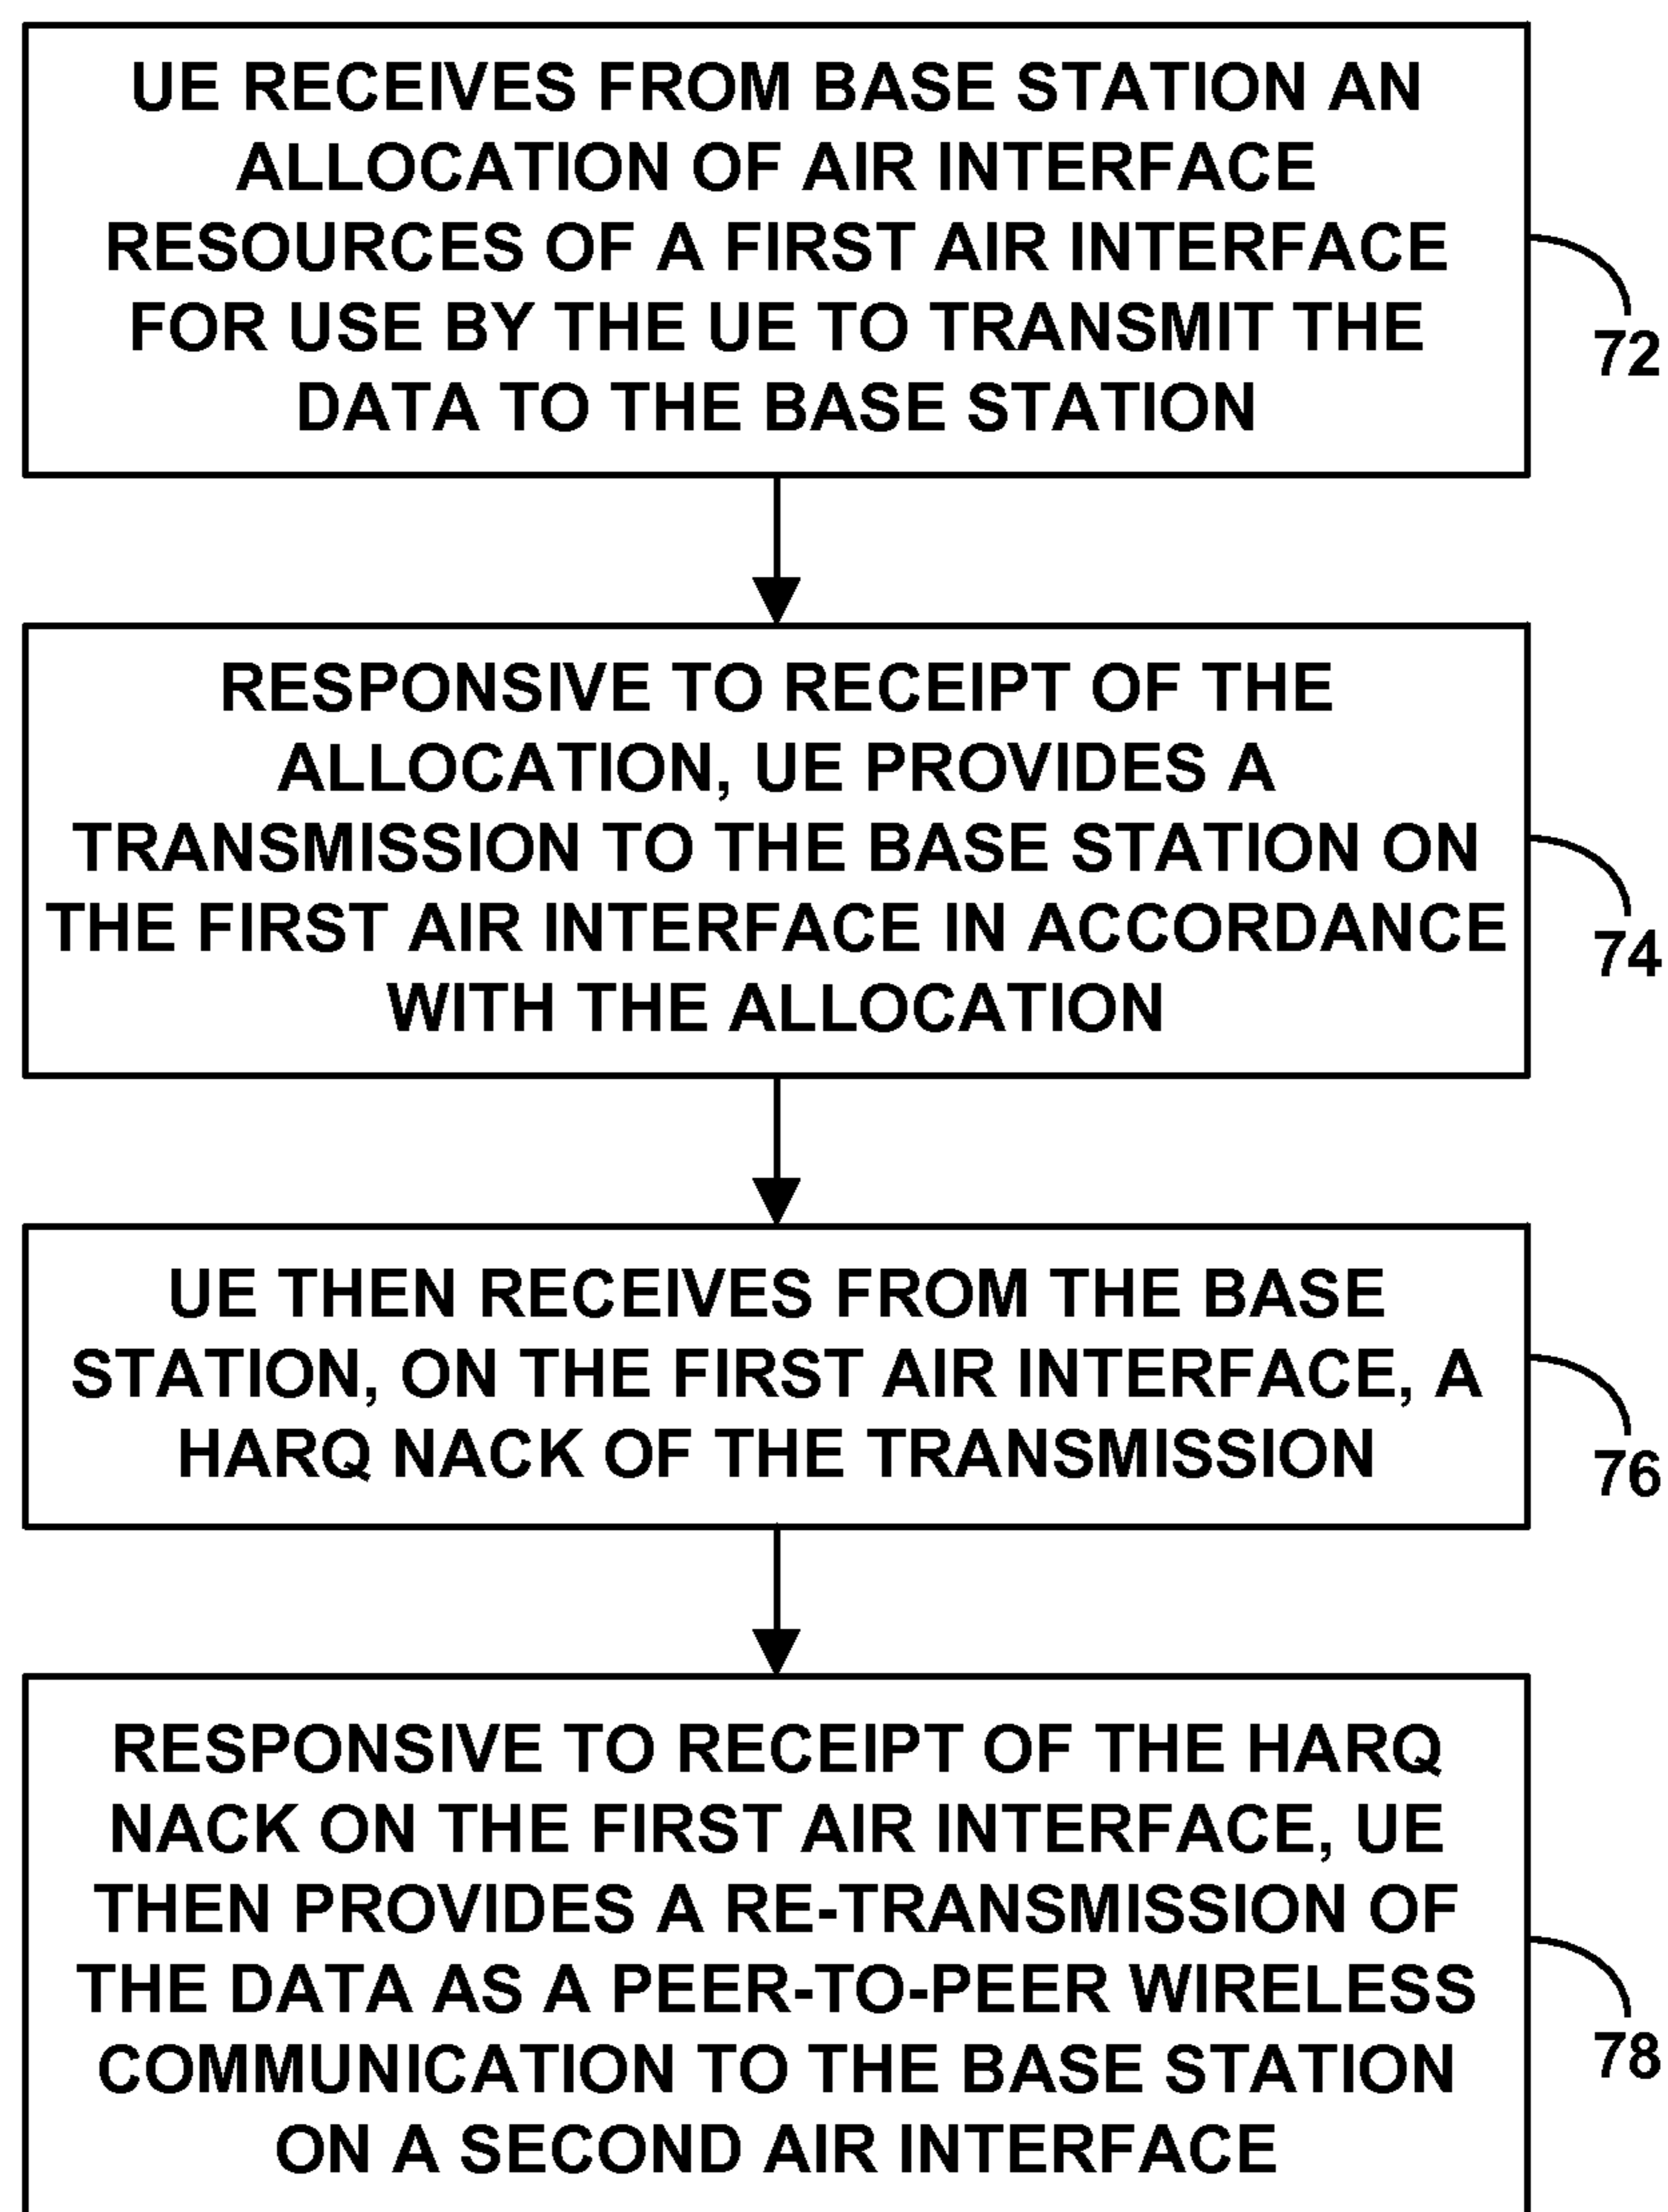 UE RECEIVES FROM BASE STATION AN
ALLOCATION OF AIR INTERFACE
RESOURCES OF A FIRST AIR INTERFACE
FOR USE BY THE UE TO TRANSMIT THE
DATA TO THE BASE STATION
72
RESPONSIVE TO RECEIPT OF THE
ALLOCATION, UE PROVIDES A
TRANSMISSION TO THE BASE STATION ON
THE FIRST AIR INTERFACE IN ACCORDANCE
WITH THE ALLOCATION
74
UE THEN RECEIVES FROM THE BASE
STATION, ON THE FIRST AIR INTERFACE, A
HARQ NACK OF THE TRANSMISSION
76
RESPONSIVE TO RECEIPT OF THE HARQ
NACK ON THE FIRST AIR INTERFACE, UE
THEN PROVIDES A RE-TRANSMISSION OF
THE DATA AS A PEER-TO-PEER WIRELESS
COMMUNICATION TO THE BASE STATION
ON A SECOND AIR INTERFACE
78